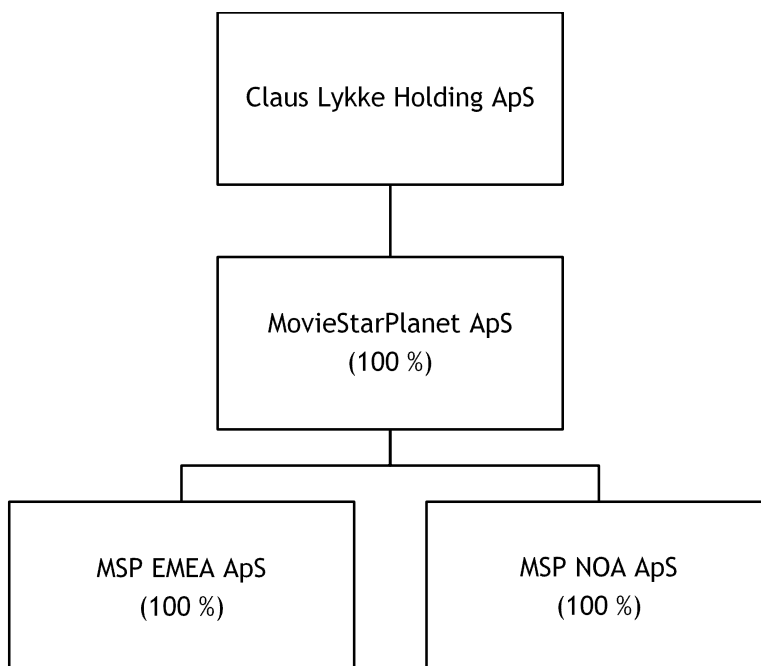 Claus Lykke Holding ApS
MovieStarPlanet ApS
(100 %)
MSP EMEA ApS
(100 %)
MSP NOA ApS
(100 %)